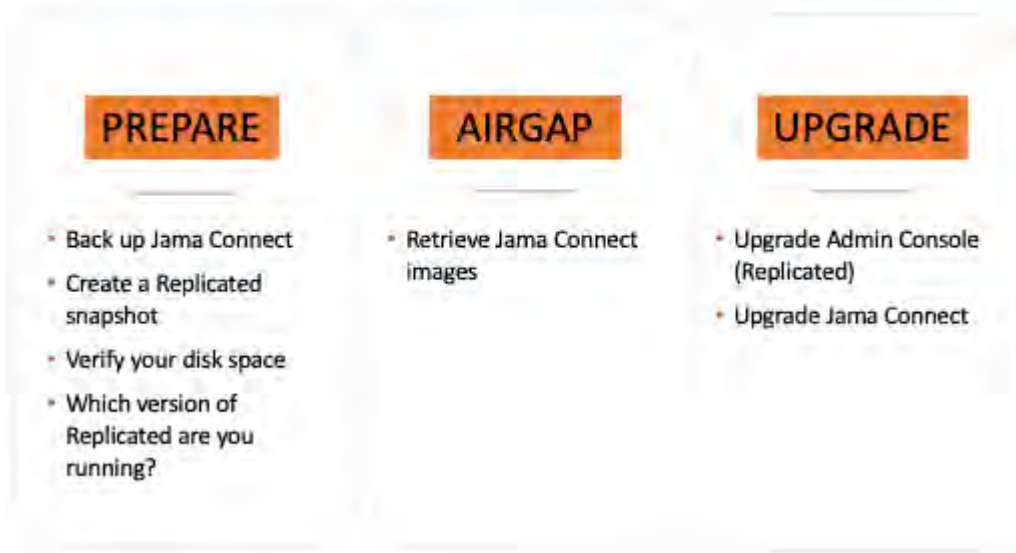 PREPARE
• Back up Jama Connect
• Create a Replicated
snapshot
• Verify your disk space
• Which version of
Replicated are you
running?
AIRGAP
• Retrieve Jama Connect
images
UPGRADE
• Upgrade Admin Console
(Replicated)
• Upgrade Jama Connect